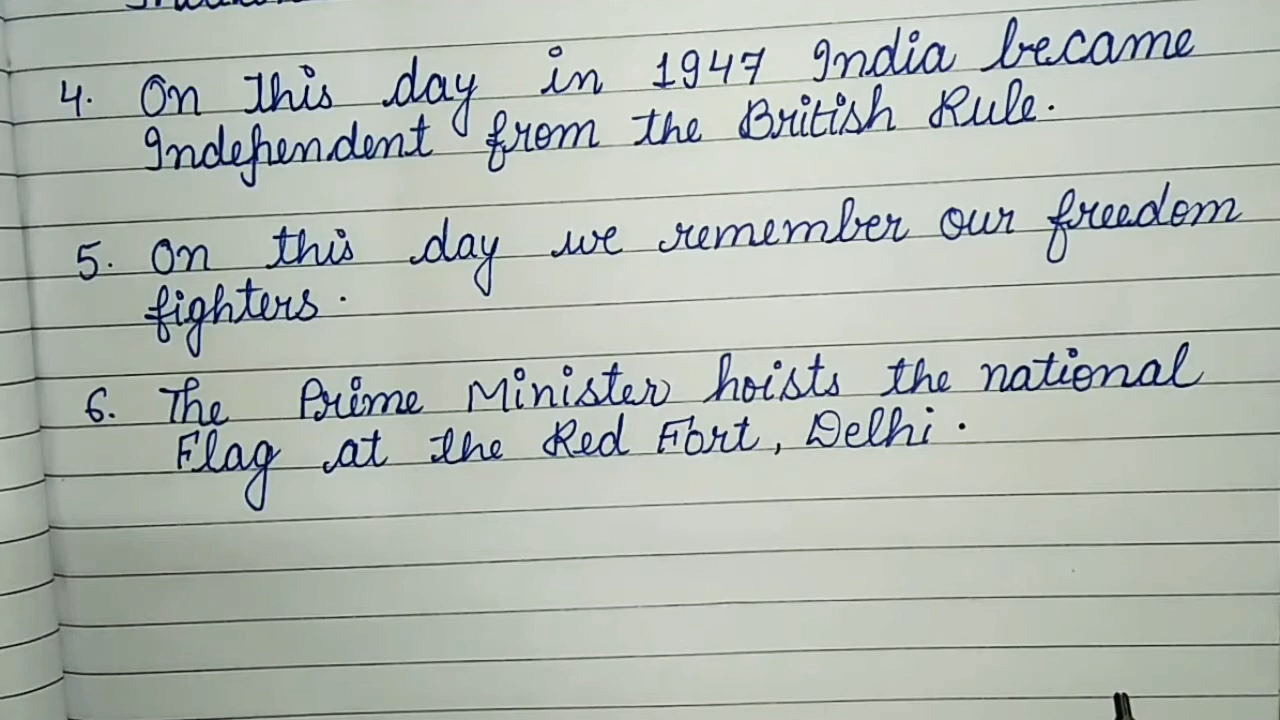 4. On this day in 1947 India became
Independent from the British Rule.
5. On this day we remember our freedom
fighters.
6. The Prime Minister hoists the national
Flag at the Red Fort, Delhi.